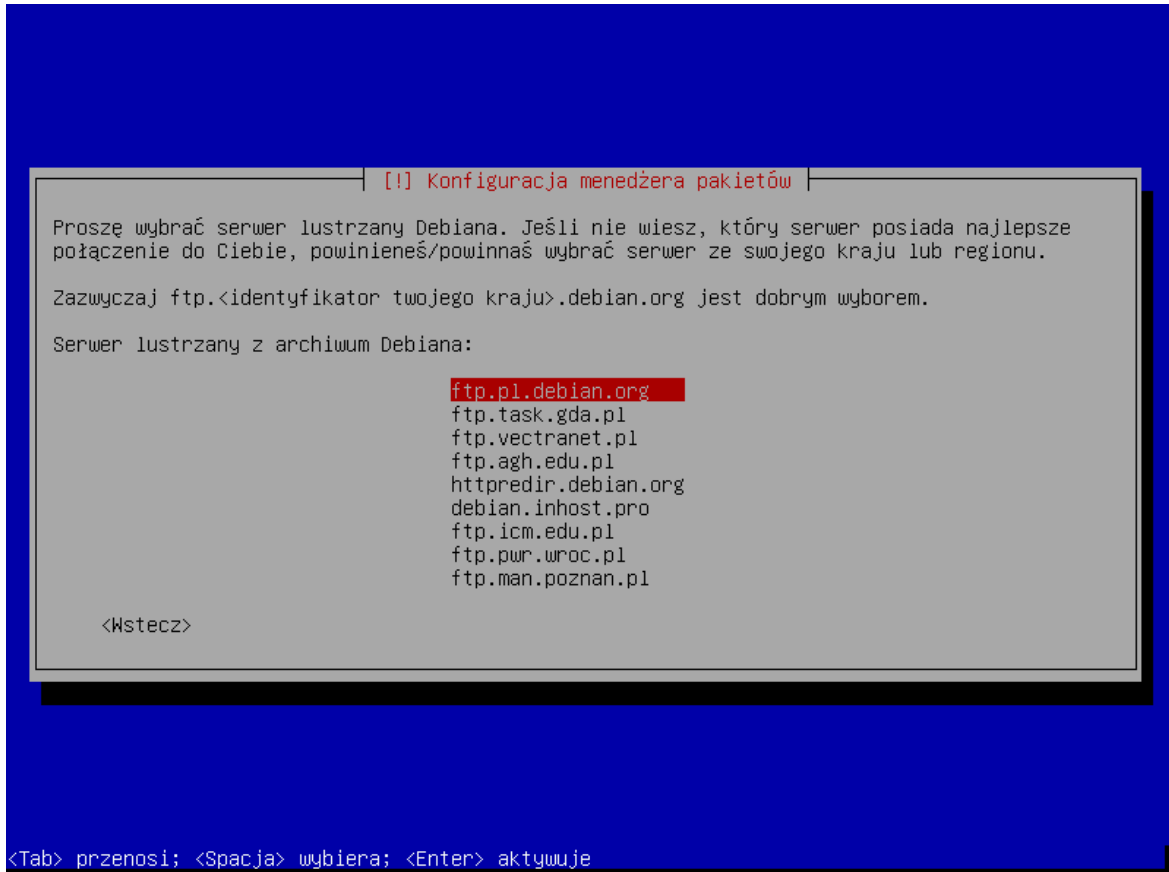 [!] Konfiguracja menedżera pakietów
Proszę wybrać serwer lustrzany Debiana. Jeśli nie wiesz, który serwer posiada najlepsze
połączenie do Ciebie, powinieneś/powinnaś wybrać serwer ze swojego kraju lub regionu.
Zazwyczaj ftp.<identyfikator twojego kraju>.debian.org jest dobrym wyborem.
Serwer lustrzany z archiwum Debiana:
ftp.pl.debian.org
ftp.task.gda.pl
ftp.vectranet.pl
ftp.agh.edu.pl
httpredir.debian.org
debian.inhost.pro
ftp.icm.edu.pl
ftp.pwr.wroc.pl
ftp.man.poznan.pl
<Wstecz>
<Tab> przenosi; <Spacja> wybiera; <Enter> aktywuje